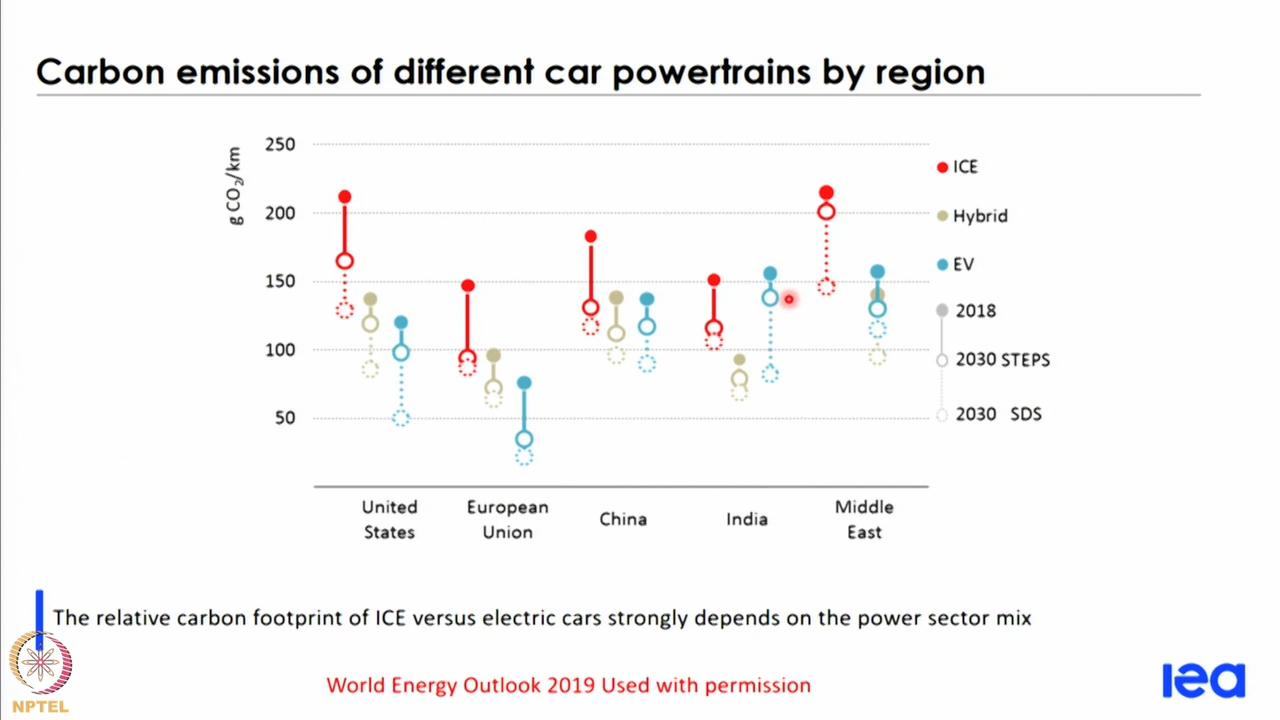 Carbon emissions of different car powertrains by region
g CO₂/km
250
200
150
100
50
ICE
Hybrid
EV
2018
2030 STEPS
2030 SDS
United
States
European
Union
China
India
Middle
East
The relative carbon footprint of ICE versus electric cars strongly depends on the power sector mix
World Energy Outlook 2019 Used with permission
NPTEL
iea